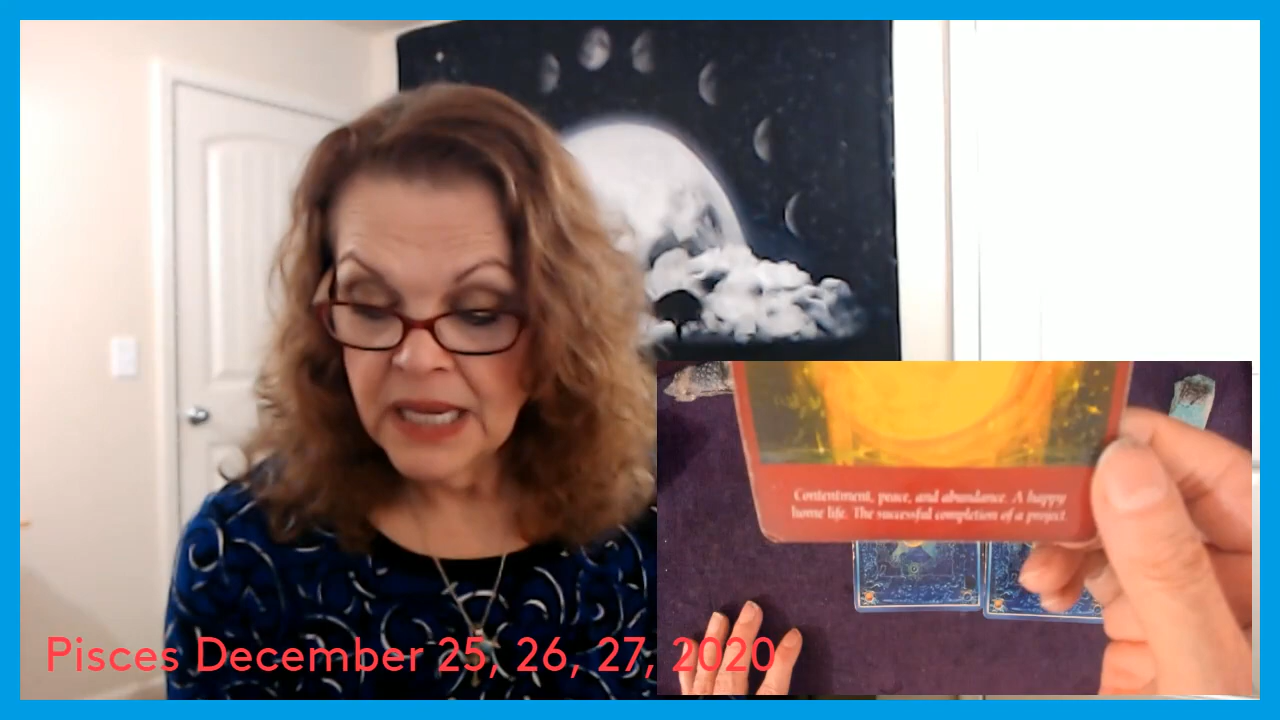 Contentment, peace, and abundance. A happy
home life. The successful completion of a project.
Pisces December 25, 26, 27, 2020